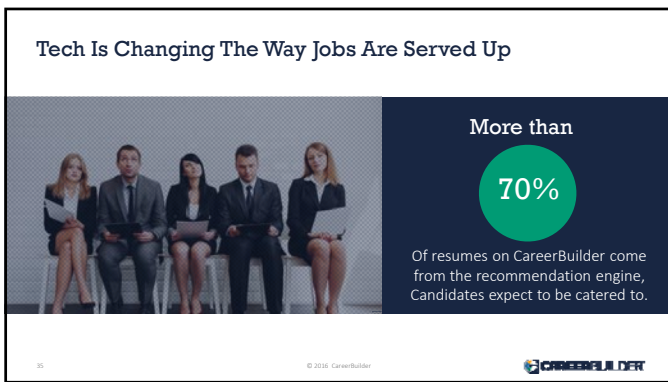 Tech Is Changing The Way Jobs Are Served Up
More than
70%
Of resumes on CareerBuilder come
from the recommendation engine,
Candidates expect to be catered to.
35
© 2016 CareerBuilder
CAREERBUILDER